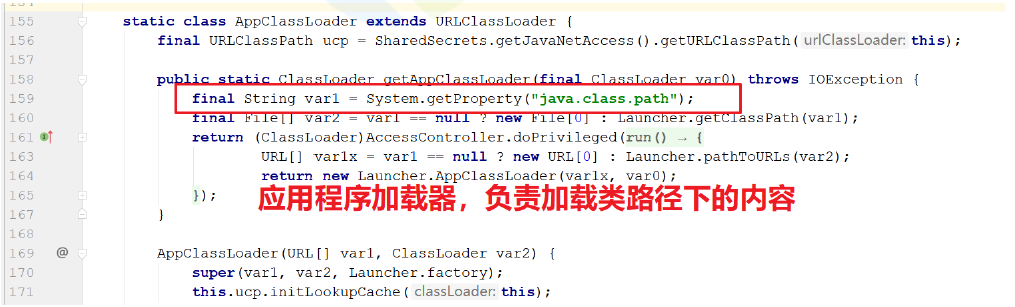 155 static class AppClassLoader extends URLClassLoader {
156 final URLClassPath ucp = SharedSecrets.getJavaNetAccess().getURLClassPath( urlClassLoader: this);
157
158 public static ClassLoader getAppClassLoader(final ClassLoader var0) throws IOException {
159 final String var1 = System.getProperty("java.class.path");
160 final File[] var2 = var1 == null ? new File[0] : Launcher.getClassPath(var1);
161 return (ClassLoader)AccessController.doPrivileged(run() → {
163 URL[] var1x = var1 == null ? new URL[0] : Launcher.pathToURLs(var2);
164 return new Launcher.AppClassLoader(var1x, var0);
165 });
应用程序加载器，负责加载类路径下的内容
167 }
168
169 @ AppClassLoader(URL[] var1, ClassLoader var2) {
170 super(var1, var2, Launcher.factory);
171 this.ucp.initLookupCache( classLoader: this);